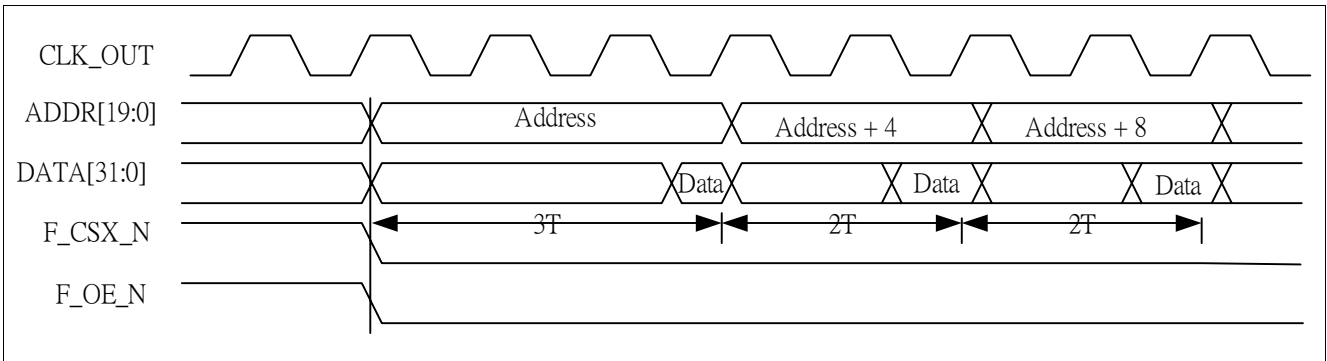 CLK_OUT
ADDR[19:0]
Address
Address + 4
Address + 8
DATA[31:0]
Data
Data
Data
F_CSX_N
3T
2T
2T
F_OE_N